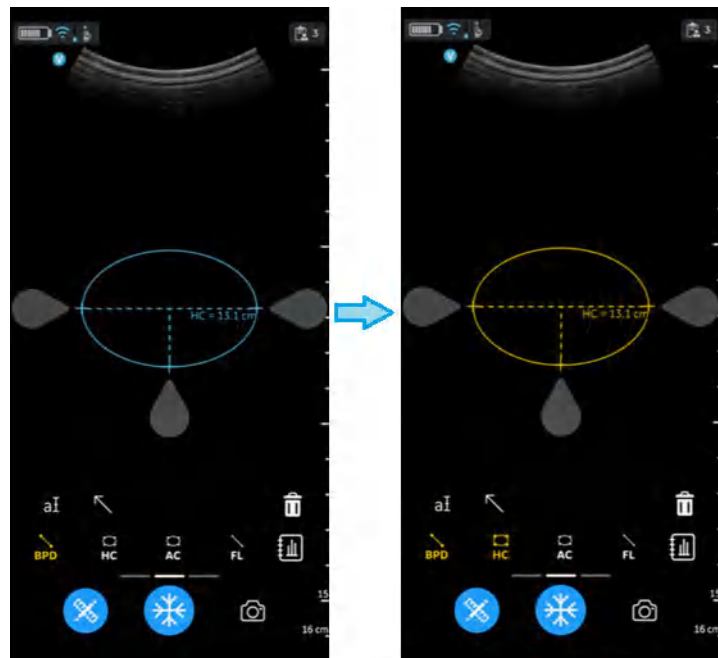 3
V
HC = 13.1 cm
aI
BPD HC AC FL
15
16 cm
3
V
HC = 13.1 cm
aI
BPD HC AC FL
15
16 cm